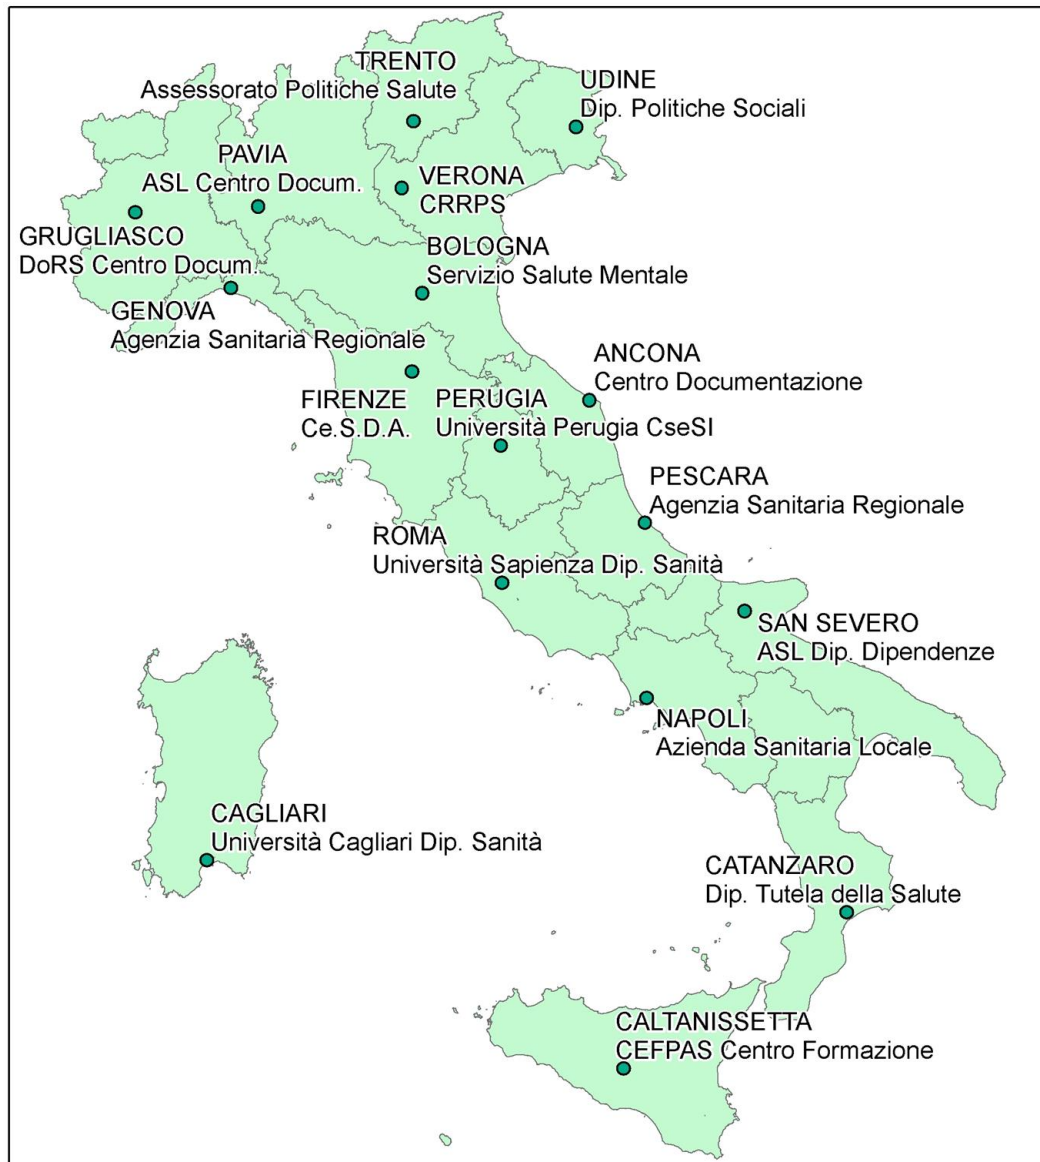 TRENTO
Assessorato Politiche Salute
UDINE
Dip. Politiche Sociali
PAVIA
ASL Centro Docum.
VERONA
CRRPS
GRUGLIASCO
DoRS Centro Docum.
BOLOGNA
Servizio Salute Mentale
GENOVA
Agenzia Sanitaria Regionale
ANCONA
Centro Documentazione
FIRENZE
Ce.S.D.A.
PERUGIA
Università Perugia CseSI
PESCARA
Agenzia Sanitaria Regionale
ROMA
Università Sapienza Dip. Sanità
SAN SEVERO
ASL Dip. Dipendenze
NAPOLI
Azienda Sanitaria Locale
CAGLIARI
Università Cagliari Dip. Sanità
CATANZARO
Dip. Tutela della Salute
CALTANISSETTA
CEFPAS Centro Formazione